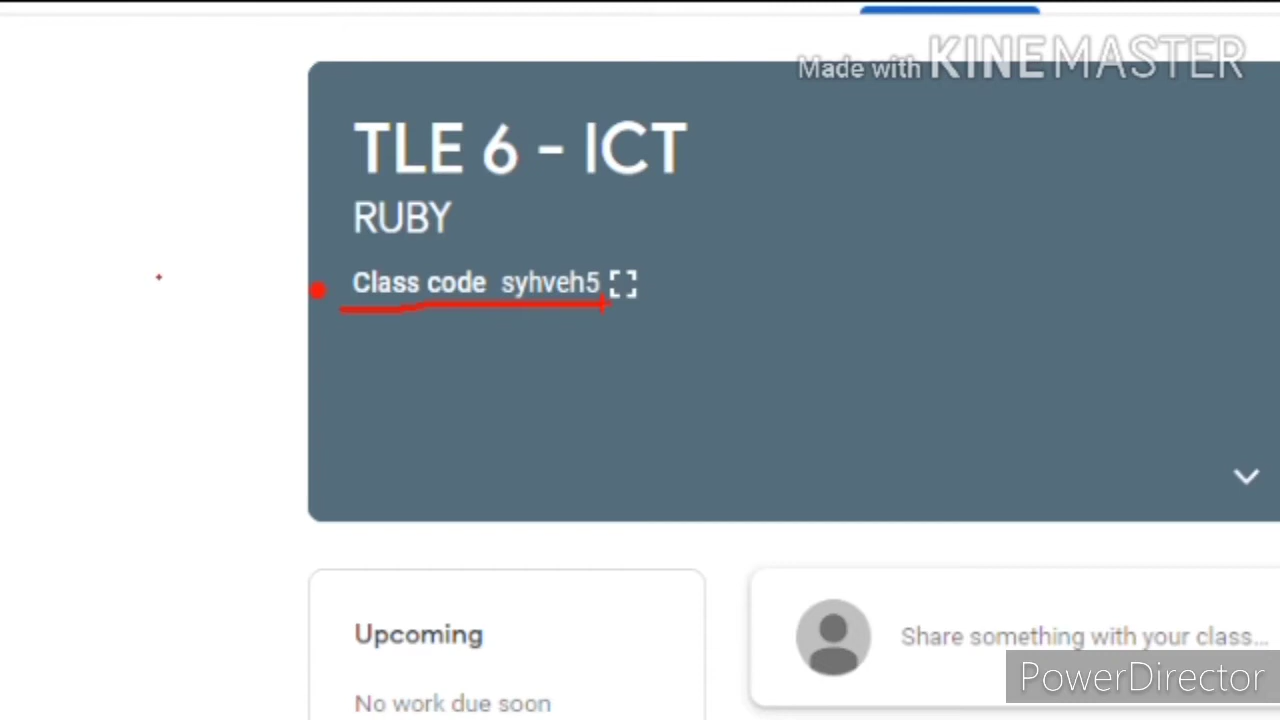 Made with KINEMASTER
TLE 6 - ICT
RUBY
Class code syhveh5
Upcoming
No work due soon
Share something with your class...
PowerDirector